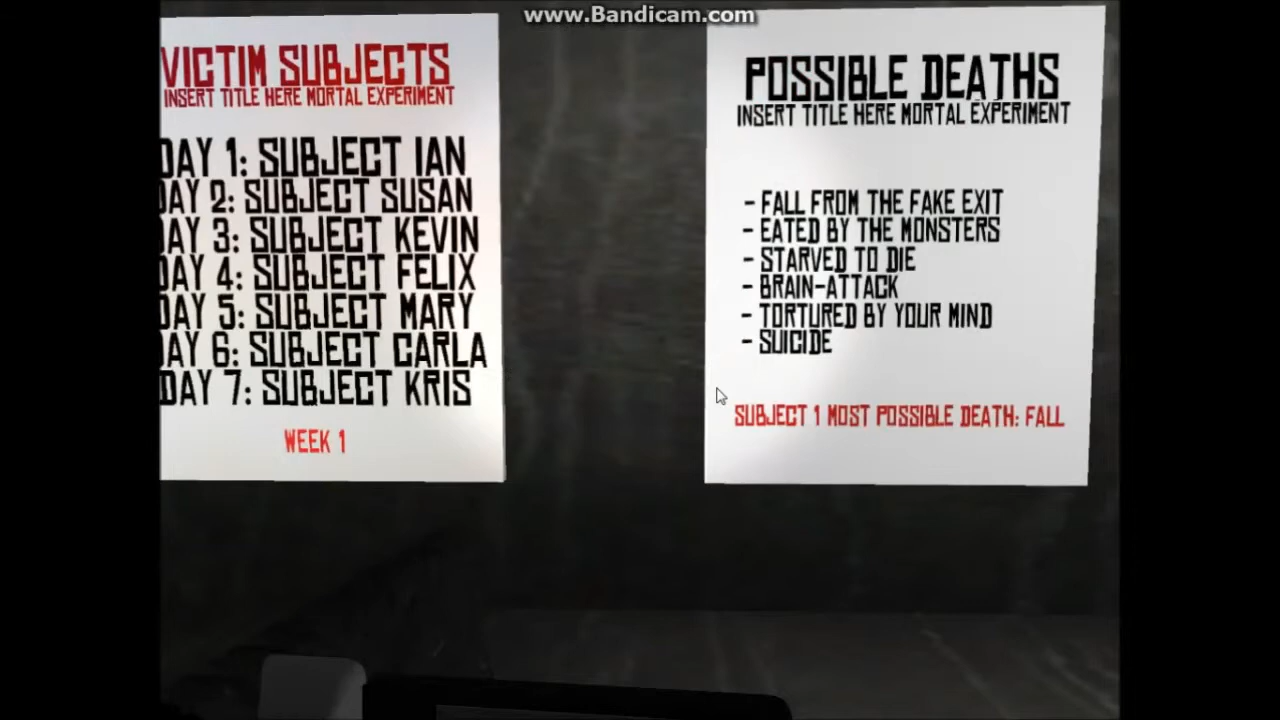 www.Bandicam.com
VICTIM SUBJECTS
INSERT TITLE HERE MORTAL EXPERIMENT
DAY 1: SUBJECT IAN
DAY 2: SUBJECT SUSAN
DAY 3: SUBJECT KEVIN
DAY 4: SUBJECT FELIX
DAY 5: SUBJECT MARY
DAY 6: SUBJECT CARLA
DAY 7: SUBJECT KRIS
WEEK 1
POSSIBLE DEATHS
INSERT TITLE HERE MORTAL EXPERIMENT
- FALL FROM THE FAKE EXIT
- EATED BY THE MONSTERS
- STARVED TO DIE
- BRAIN-ATTACK
- TORTURED BY YOUR MIND
- SUICIDE
SUBJECT 1 MOST POSSIBLE DEATH: FALL